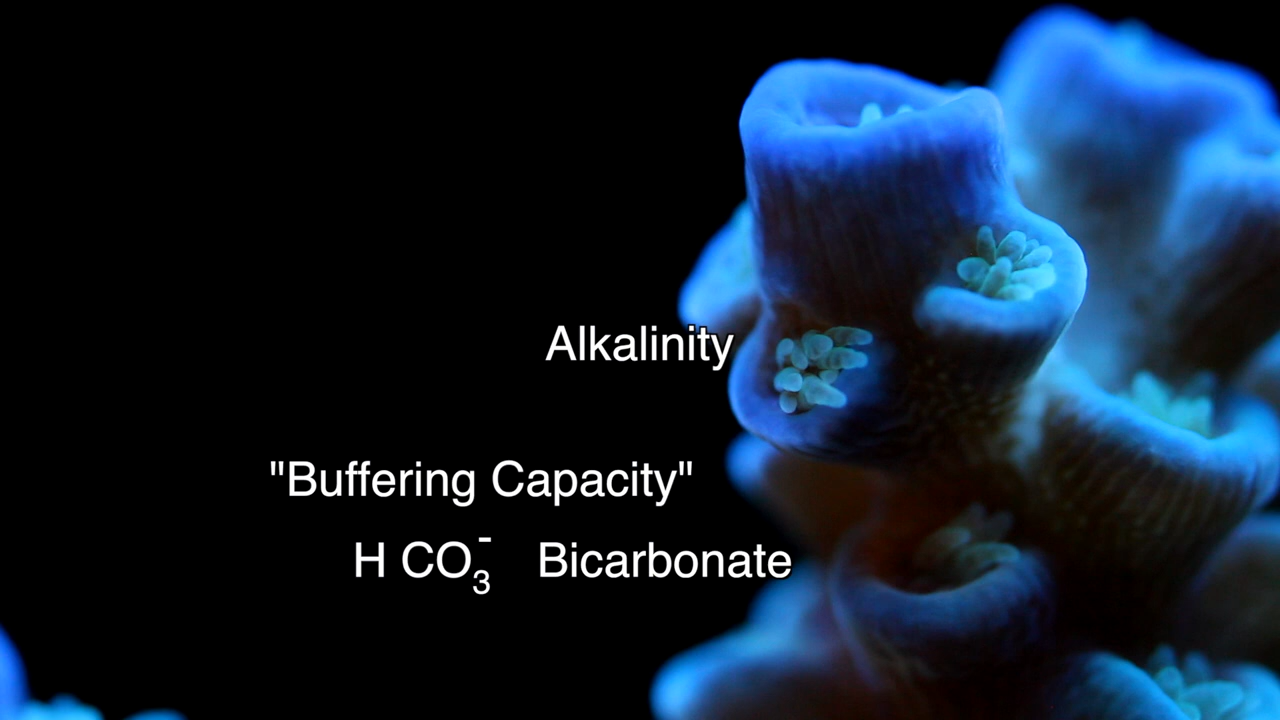 Alkalinity
"Buffering Capacity"
H CO₃⁻ Bicarbonate